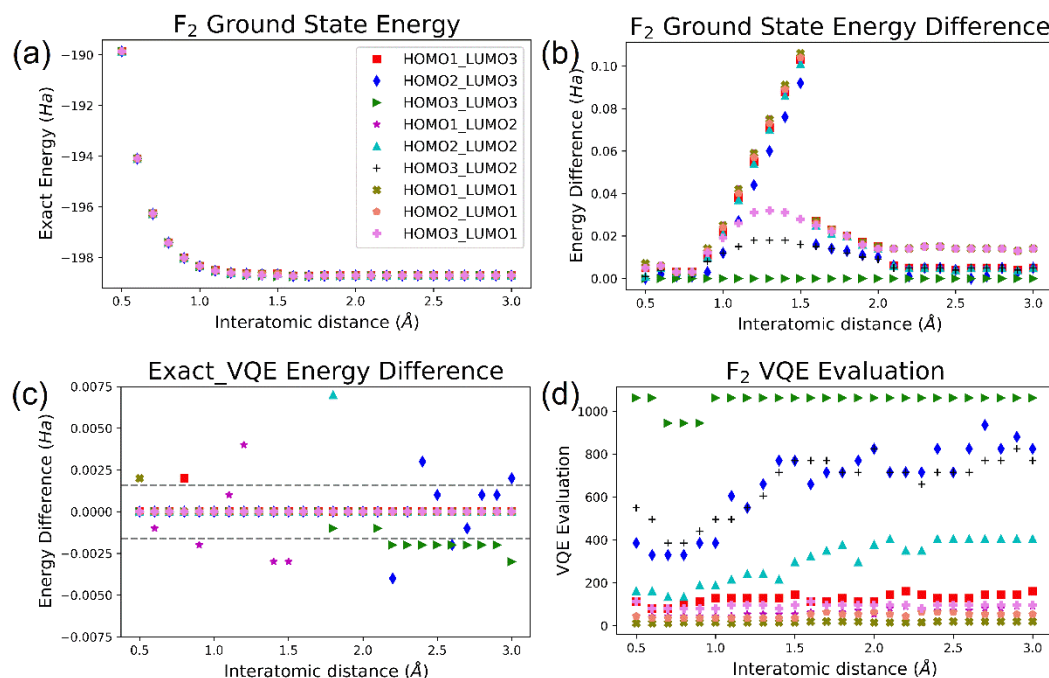 (a)
F₂ Ground State Energy
Exact Energy (Ha)
−190
−192
−194
−196
−198
0.5 1.0 1.5 2.0 2.5 3.0
Interatomic distance (Å)
HOMO1_LUMO3
HOMO2_LUMO3
HOMO3_LUMO3
HOMO1_LUMO2
HOMO2_LUMO2
HOMO3_LUMO2
HOMO1_LUMO1
HOMO2_LUMO1
HOMO3_LUMO1
(b)
F₂ Ground State Energy Difference
Energy Difference (Ha)
0.10
0.08
0.06
0.04
0.02
0.00
0.5 1.0 1.5 2.0 2.5 3.0
Interatomic distance (Å)
(c)
Exact_VQE Energy Difference
Energy Difference (Ha)
0.0075
0.0050
0.0025
0.0000
−0.0025
−0.0050
−0.0075
0.5 1.0 1.5 2.0 2.5 3.0
Interatomic distance (Å)
(d)
F₂ VQE Evaluation
VQE Evaluation
1000
800
600
400
200
0
0.5 1.0 1.5 2.0 2.5 3.0
Interatomic distance (Å)